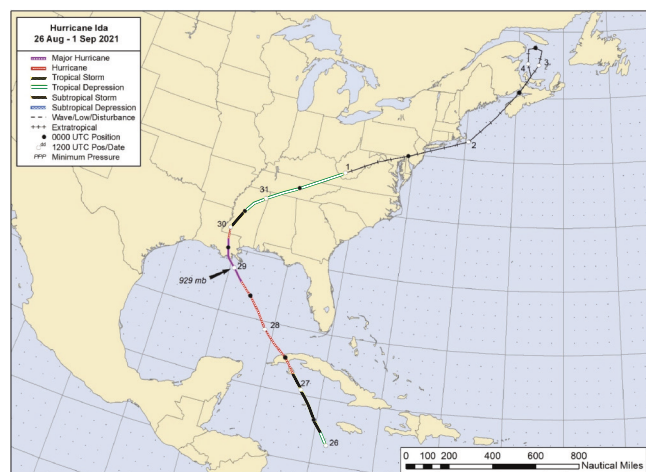 Hurricane Ida
26 Aug - 1 Sep 2021
Major Hurricane
Hurricane
Tropical Storm
Tropical Depression
Subtropical Storm
Subtropical Depression
Wave/Low/Disturbance
Extratropical
0000 UTC Position
1200 UTC Pos/Date
PPP Minimum Pressure
4
3
2
1
31
30
29
929 mb
28
27
26
0 100 200 400 600 800
Nautical Miles